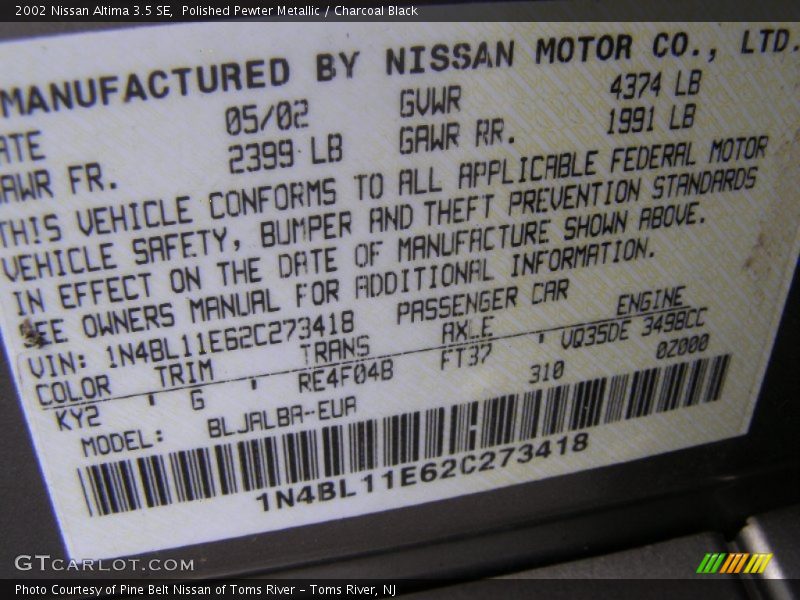 2002 Nissan Altima 3.5 SE, Polished Pewter Metallic / Charcoal Black
MANUFACTURED BY NISSAN MOTOR CO., LTD.
ATE 05/02 GVWR 4374 LB
AWR FR. 2399 LB GAWR RR. 1991 LB
THIS VEHICLE CONFORMS TO ALL APPLICABLE FEDERAL MOTOR
VEHICLE SAFETY, BUMPER AND THEFT PREVENTION STANDARDS
IN EFFECT ON THE DATE OF MANUFACTURE SHOWN ABOVE.
EE OWNERS MANUAL FOR ADDITIONAL INFORMATION.
VIN: 1N4BL11E62C273418 PASSENGER CAR
COLOR TRIM TRANS AXLE ENGINE
KY2 G RE4F04B FT37 VQ35DE 3498CC
MODEL: BLJALBA-EUA 310 0Z000
1N4BL11E62C273418
GTCARLOT.COM
Photo Courtesy of Pine Belt Nissan of Toms River - Toms River, NJ